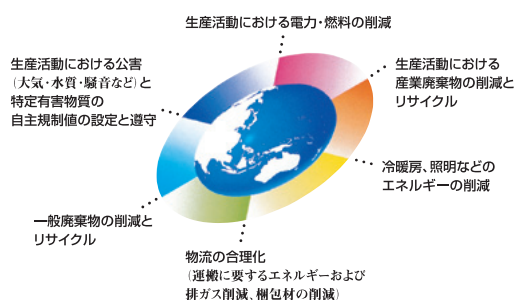 生産活動における電力・燃料の削減
生産活動における
産業廃棄物の削減と
リサイクル
冷暖房、照明などの
エネルギーの削減
物流の合理化
(運搬に要するエネルギーおよび
排ガス削減、梱包材の削減)
一般廃棄物の削減と
リサイクル
生産活動における公害
(大気・水質・騒音など)と
特定有害物質の
自主規制値の設定と遵守